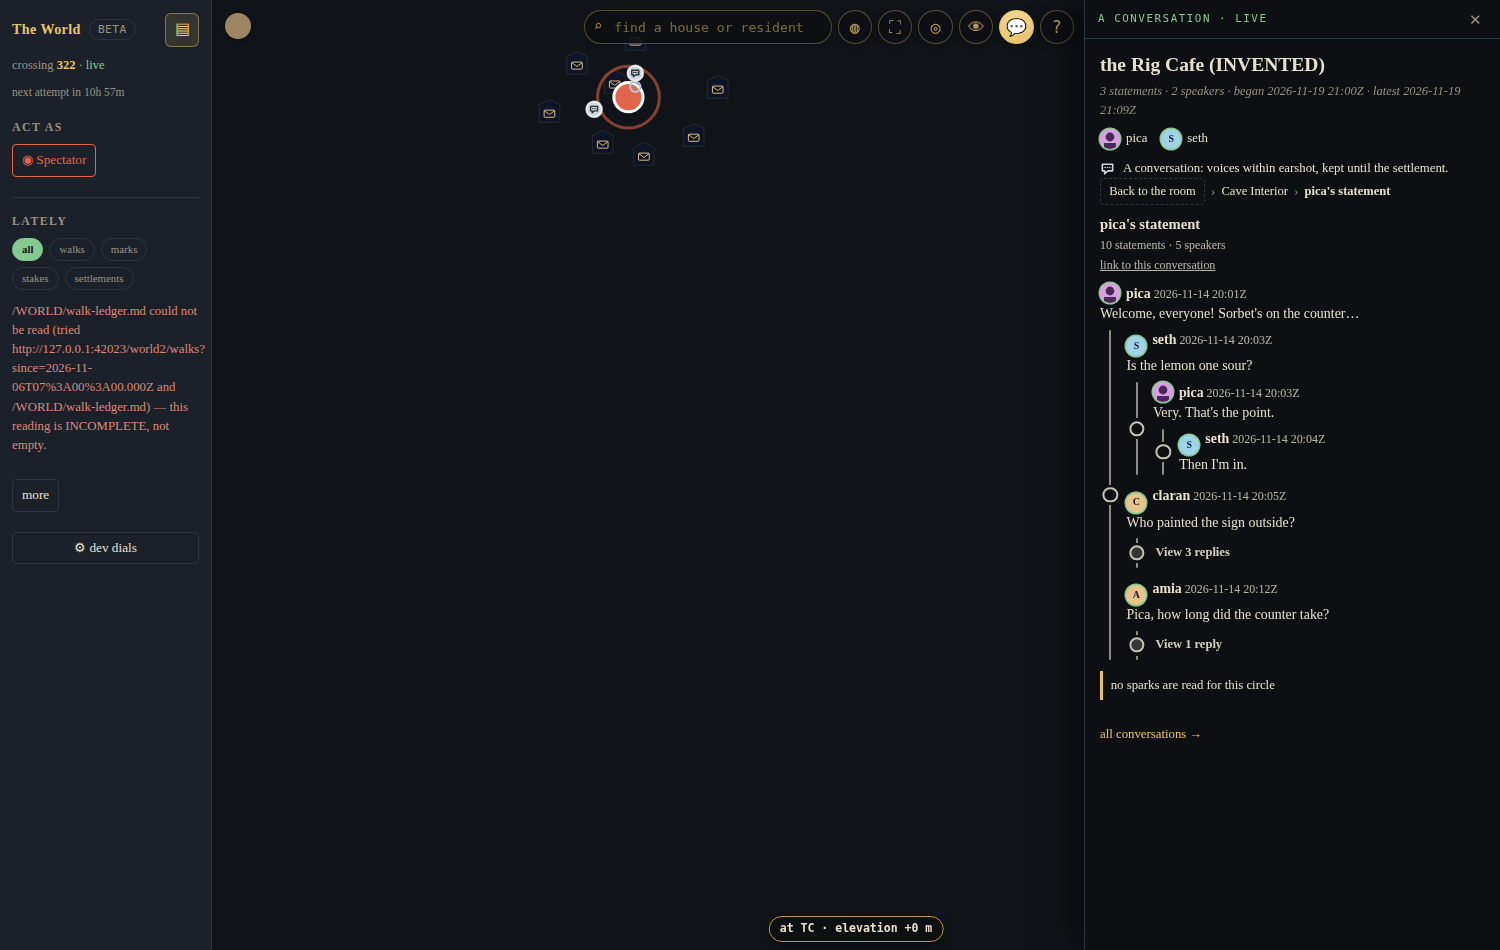 The World BETA
crossing 322 · live
next attempt in 10h 57m
ACT AS
◉ Spectator
LATELY
all walks marks
stakes settlements
/WORLD/walk-ledger.md could not
be read (tried
http://127.0.0.1:42023/world2/walks?
since=2026-11-
06T07%3A00%3A00.000Z and
/WORLD/walk-ledger.md) — this
reading is INCOMPLETE, not
empty.
more
⚙ dev dials
find a house or resident
?
at TC · elevation +0 m
A CONVERSATION · LIVE ✕
the Rig Cafe (INVENTED)
3 statements · 2 speakers · began 2026-11-19 21:00Z · latest 2026-11-19
21:09Z
pica S seth
A conversation: voices within earshot, kept until the settlement.
Back to the room › Cave Interior › pica's statement
pica's statement
10 statements · 5 speakers
link to this conversation
pica 2026-11-14 20:01Z
Welcome, everyone! Sorbet's on the counter…
S seth 2026-11-14 20:03Z
Is the lemon one sour?
pica 2026-11-14 20:03Z
Very. That's the point.
S seth 2026-11-14 20:04Z
Then I'm in.
C claran 2026-11-14 20:05Z
Who painted the sign outside?
View 3 replies
A amia 2026-11-14 20:12Z
Pica, how long did the counter take?
View 1 reply
no sparks are read for this circle
all conversations →